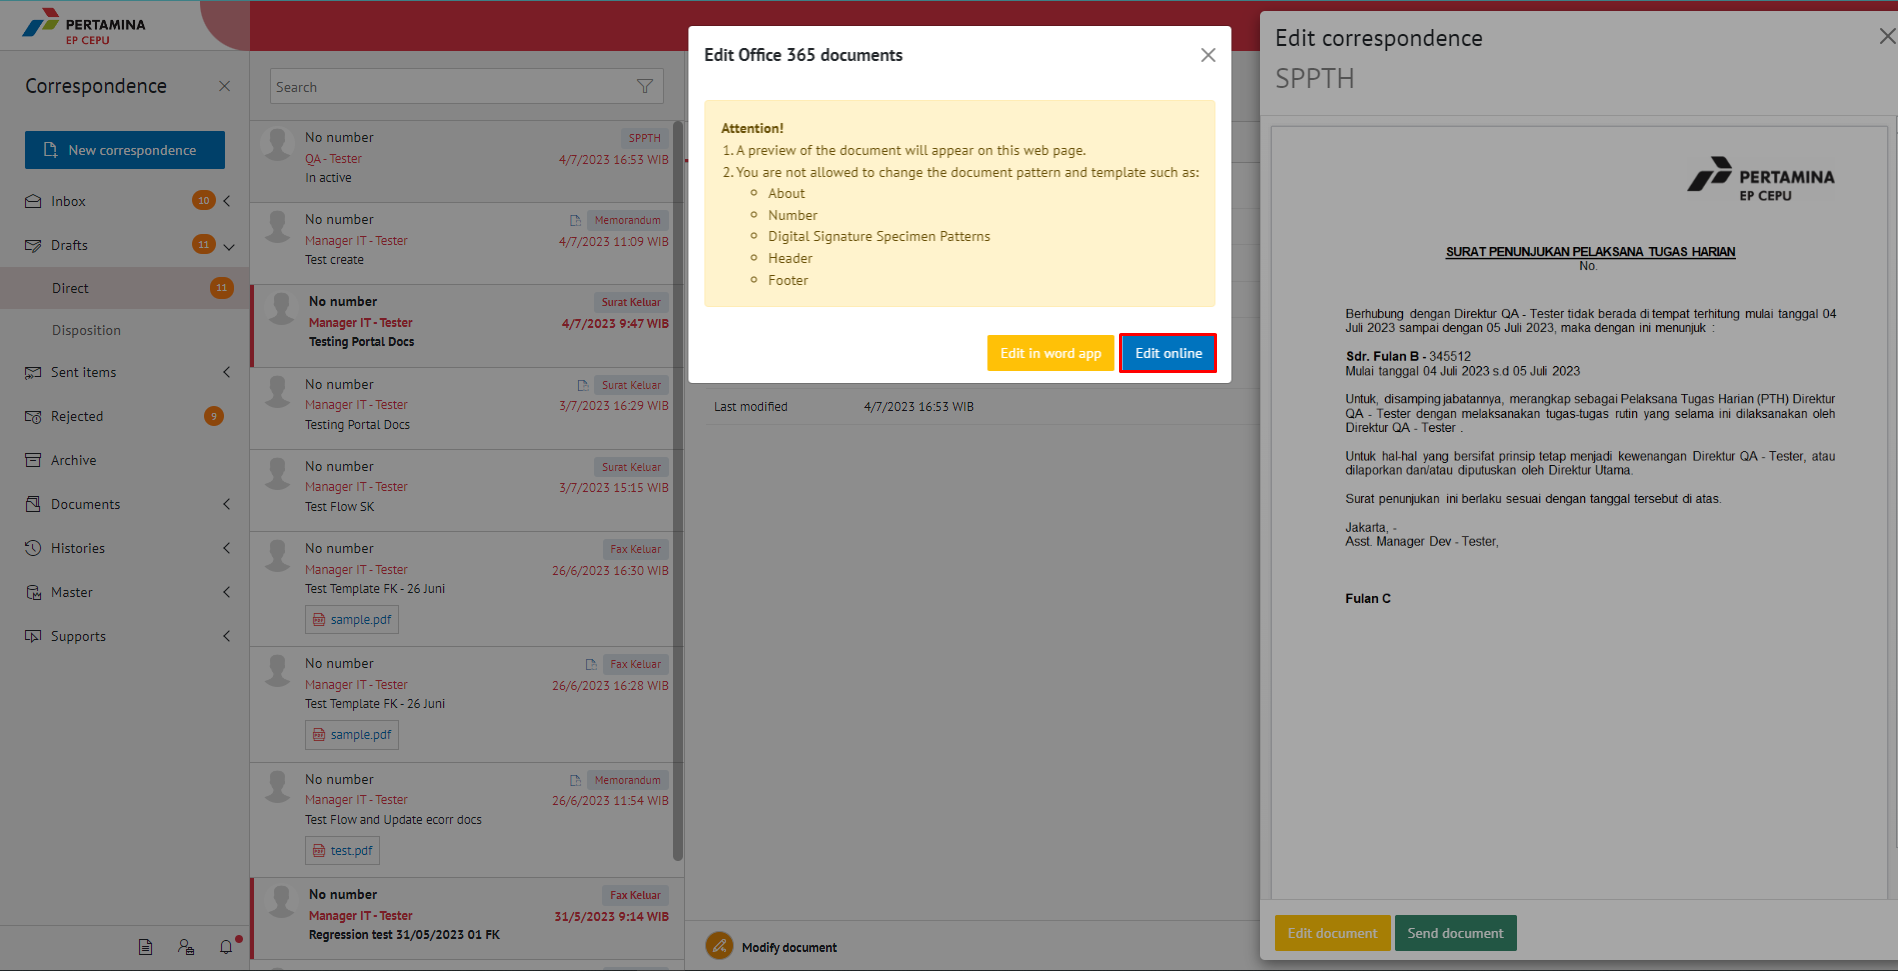 PERTAMINA
EP CEPU
Correspondence
New correspondence
Inbox 10
Drafts 11
Direct 11
Disposition
Sent items
Rejected 9
Archive
Documents
Histories
Master
Supports
Search
No number SPPTH
QA - Tester 4/7/2023 16:53 WIB
In active
No number Memorandum
Manager IT - Tester 4/7/2023 11:09 WIB
Test create
No number Surat Keluar
Manager IT - Tester 4/7/2023 9:47 WIB
Testing Portal Docs
No number Surat Keluar
Manager IT - Tester 3/7/2023 16:29 WIB
Testing Portal Docs
No number Surat Keluar
Manager IT - Tester 3/7/2023 15:15 WIB
Test Flow SK
No number Fax Keluar
Manager IT - Tester 26/6/2023 16:30 WIB
Test Template FK - 26 Juni
sample.pdf
No number Fax Keluar
Manager IT - Tester 26/6/2023 16:28 WIB
Test Template FK - 26 Juni
sample.pdf
No number Memorandum
Manager IT - Tester 26/6/2023 11:54 WIB
Test Flow and Update ecorr docs
test.pdf
No number Fax Keluar
Manager IT - Tester 31/5/2023 9:14 WIB
Regression test 31/05/2023 01 FK
Edit Office 365 documents
Attention!
1. A preview of the document will appear on this web page.
2. You are not allowed to change the document pattern and template such as:
About
Number
Digital Signature Specimen Patterns
Header
Footer
Edit in word app
Edit online
Last modified 4/7/2023 16:53 WIB
Modify document
Edit correspondence
SPPTH
PERTAMINA
EP CEPU
SURAT PENUNJUKAN PELAKSANA TUGAS HARIAN
No.
Berhubung dengan Direktur QA - Tester tidak berada di tempat terhitung mulai tanggal 04
Juli 2023 sampai dengan 05 Juli 2023, maka dengan ini menunjuk :
Sdr. Fulan B - 345512
Mulai tanggal 04 Juli 2023 s.d 05 Juli 2023
Untuk, disamping jabatannya, merangkap sebagai Pelaksana Tugas Harian (PTH) Direktur
QA - Tester dengan melaksanakan tugas-tugas rutin yang selama ini dilaksanakan oleh
Direktur QA - Tester .
Untuk hal-hal yang bersifat prinsip tetap menjadi kewenangan Direktur QA - Tester, atau
dilaporkan dan/atau diputuskan oleh Direktur Utama.
Surat penunjukan ini berlaku sesuai dengan tanggal tersebut di atas.
Jakarta, -
Asst. Manager Dev - Tester,
Fulan C
Edit document
Send document